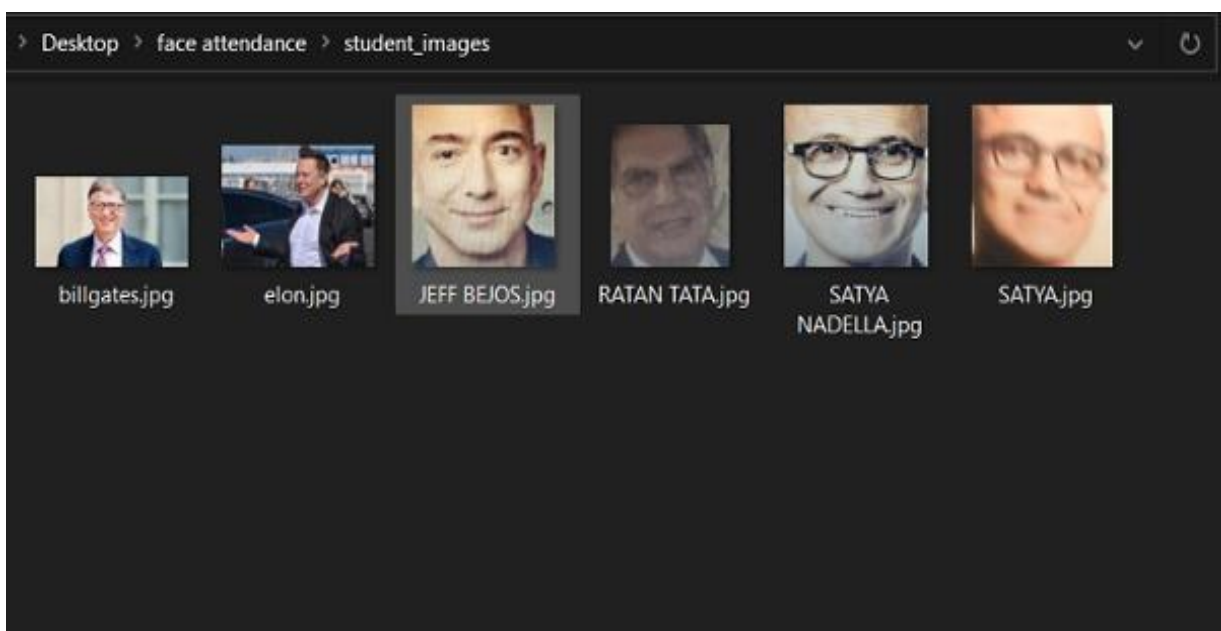 Desktop > face attendance > student_images
billgates.jpg
elon.jpg
JEFF BEJOS.jpg
RATAN TATA.jpg
SATYA
NADELLA.jpg
SATYA.jpg